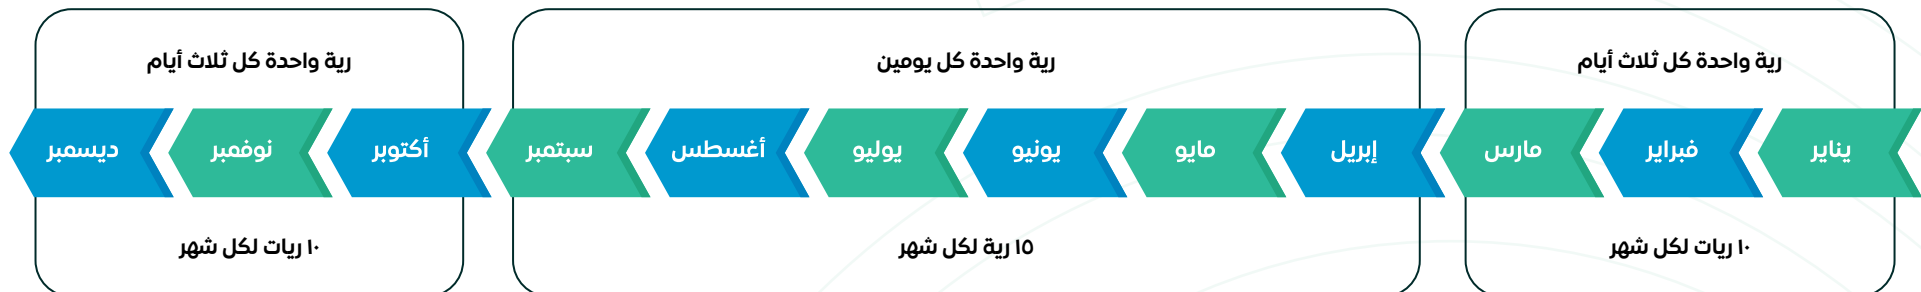 رية واحدة كل ثلاث أيام
رية واحدة كل يومين
رية واحدة كل ثلاث أيام
يناير
فبراير
مارس
إبريل
مايو
يونيو
يوليو
أغسطس
سبتمبر
أكتوبر
نوفمبر
ديسمبر
١٠ ريات لكل شهر
١٥ رية لكل شهر
١٠ ريات لكل شهر